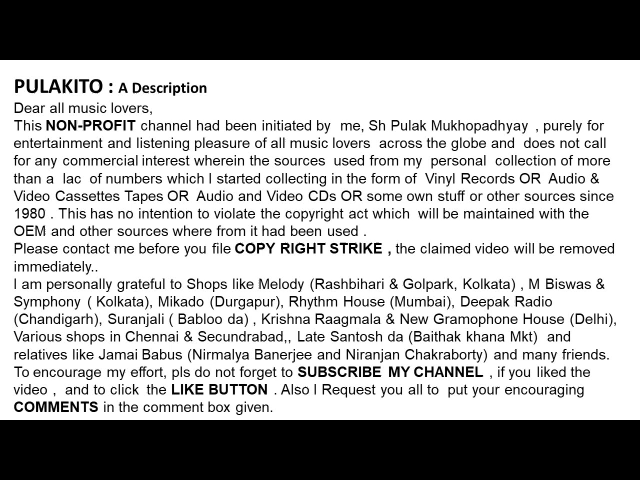 PULAKITO : A Description
Dear all music lovers,
This NON-PROFIT channel had been initiated by me, Sh Pulak Mukhopadhyay , purely for
entertainment and listening pleasure of all music lovers across the globe and does not call
for any commercial interest wherein the sources used from my personal collection of more
than a lac of numbers which I started collecting in the form of Vinyl Records OR Audio &
Video Cassettes Tapes OR Audio and Video CDs OR some own stuff or other sources since
1980 . This has no intention to violate the copyright act which will be maintained with the
OEM and other sources where from it had been used .
Please contact me before you file COPY RIGHT STRIKE , the claimed video will be removed
immediately..
I am personally grateful to Shops like Melody (Rashbihari & Golpark, Kolkata) , M Biswas &
Symphony ( Kolkata), Mikado (Durgapur), Rhythm House (Mumbai), Deepak Radio
(Chandigarh), Suranjali ( Babloo da) , Krishna Raagmala & New Gramophone House (Delhi),
Various shops in Chennai & Secundrabad,, Late Santosh da (Baithak khana Mkt) and
relatives like Jamai Babus (Nirmalya Banerjee and Niranjan Chakraborty) and many friends.
To encourage my effort, pls do not forget to SUBSCRIBE MY CHANNEL , if you liked the
video , and to click the LIKE BUTTON . Also I Request you all to put your encouraging
COMMENTS in the comment box given.